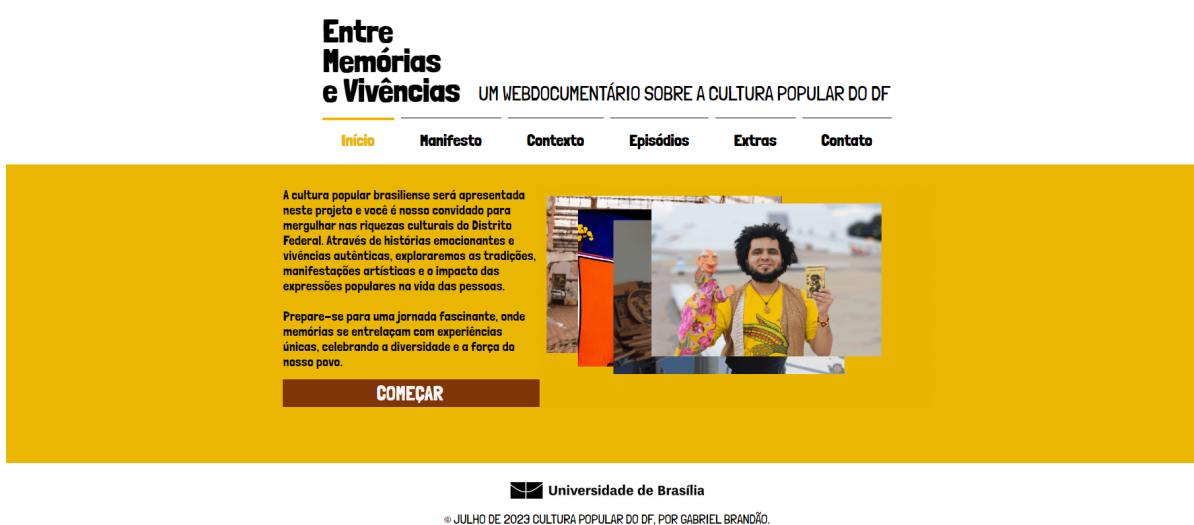 Entre
Memórias
e Vivências UM WEBDOCUMENTÁRIO SOBRE A CULTURA POPULAR DO DF
Início Manifesto Contexto Episódios Extras Contato
A cultura popular brasiliense será apresentada
neste projeto e você é nosso convidado para
mergulhar nas riquezas culturais do Distrito
Federal. Através de histórias emocionantes e
vivências autênticas, exploraremos as tradições,
manifestações artísticas e o impacto das
expressões populares na vida das pessoas.
Prepare-se para uma jornada fascinante, onde
memórias se entrelaçam com experiências
únicas, celebrando a diversidade e a força do
nosso povo.
COMEÇAR
Universidade de Brasília
© JULHO DE 2023 CULTURA POPULAR DO DF, POR GABRIEL BRANDÃO.